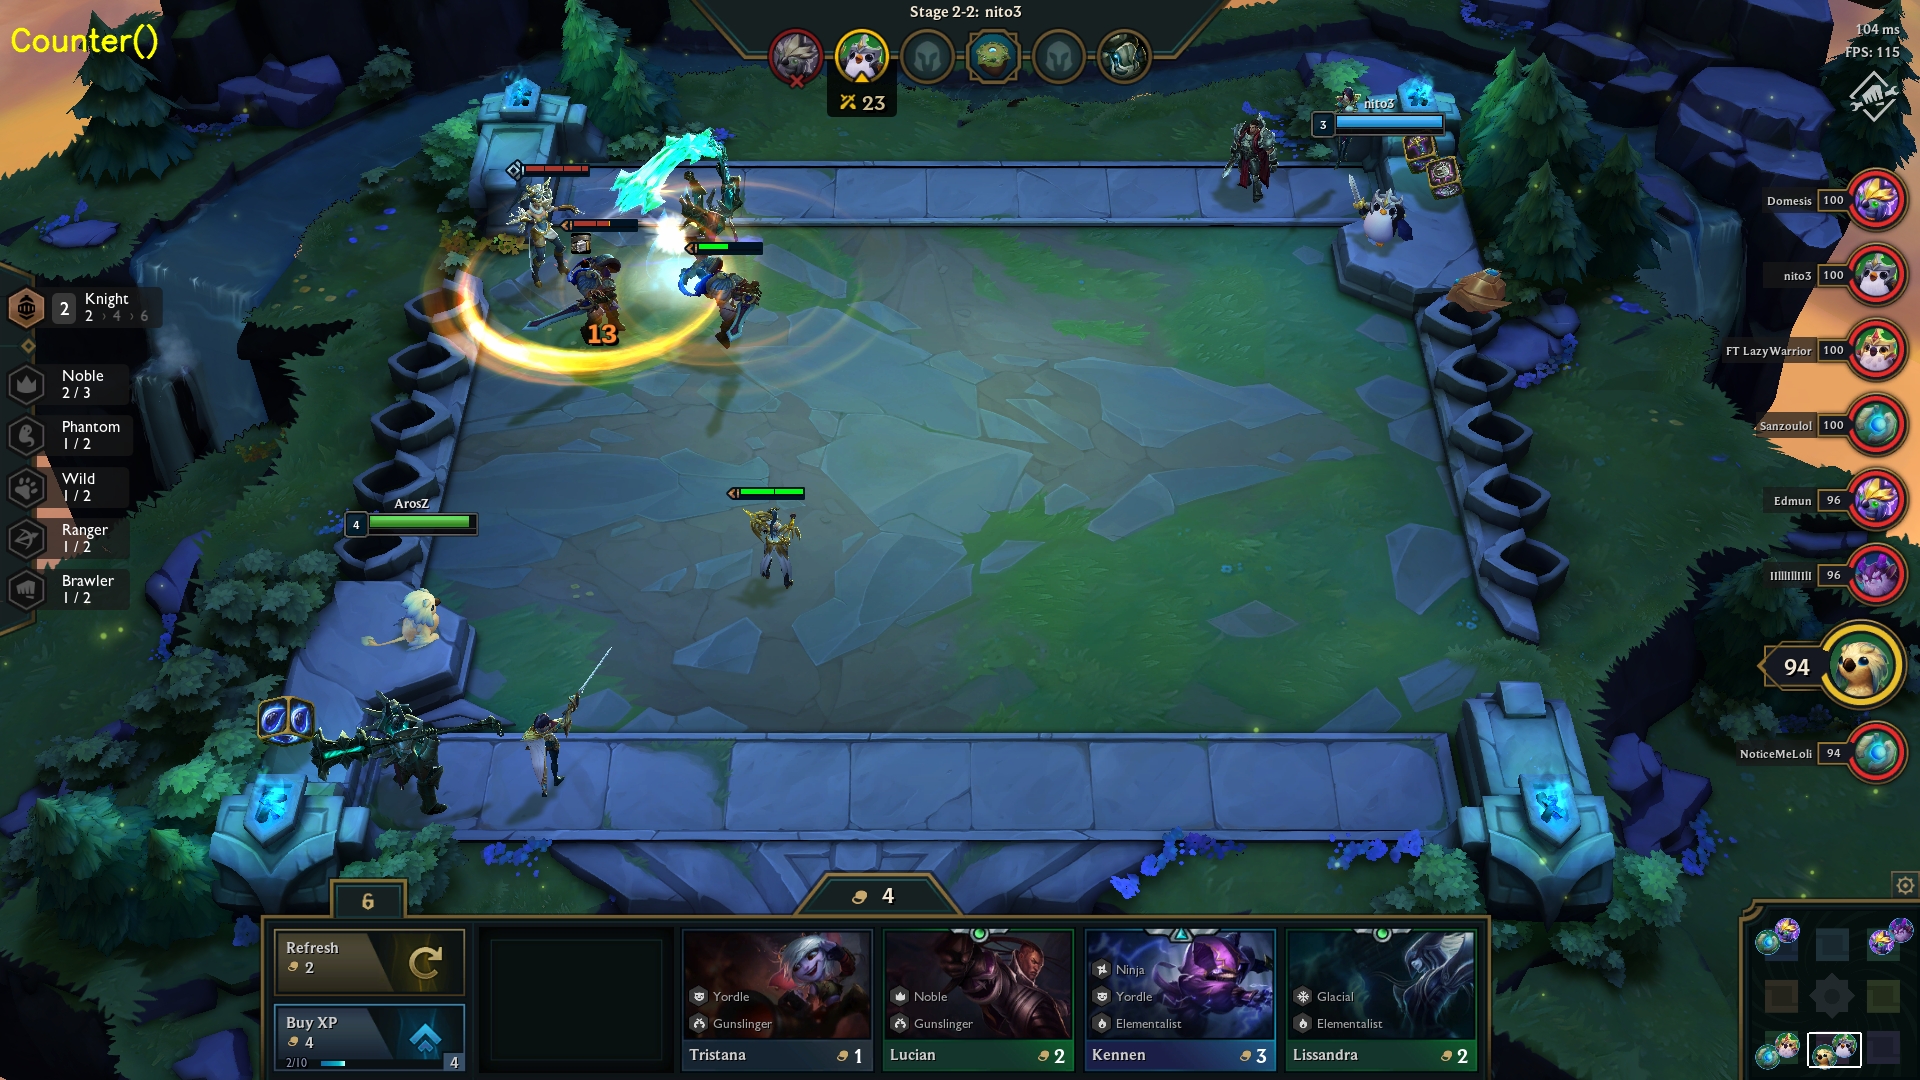 Counter()
Stage 2-2: nito3
23
104 ms
FPS: 115
nito3
3
Domesis 100
nito3 100
FT LazyWarrior 100
Sanzoulol 100
Edmun 96
96
94
NoticeMeLoli 94
2 Knight
2 › 4 › 6
Noble
2 / 3
Phantom
1 / 2
Wild
1 / 2
Ranger
1 / 2
Brawler
1 / 2
13
ArosZ
4
6
4
Refresh
2
Buy XP
4
2/10
4
Yordle
Gunslinger
Tristana 1
Noble
Gunslinger
Lucian 2
Ninja
Yordle
Elementalist
Kennen 3
Glacial
Elementalist
Lissandra 2